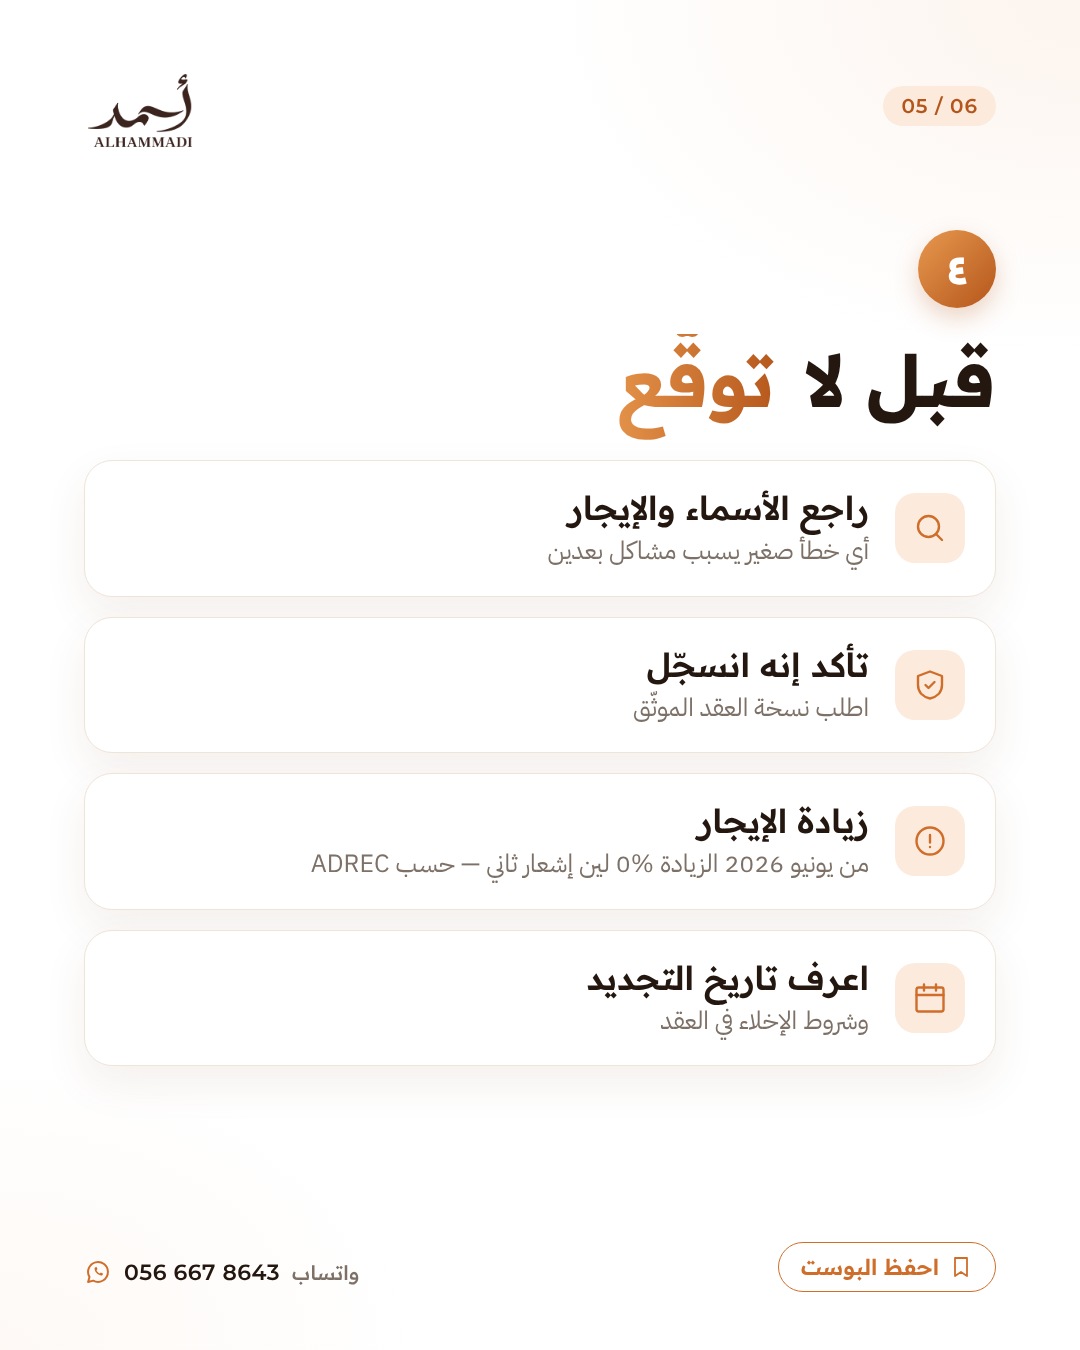 أحمد
ALHAMMADI
05 / 06
٤
قبل لا توقّع
راجع الأسماء والإيجار
أي خطأ صغير يسبب مشاكل بعدين
تأكد إنه انسجّل
اطلب نسخة العقد الموثّق
زيادة الإيجار
من يونيو 2026 الزيادة 0% لين إشعار ثاني — حسب ADREC
اعرف تاريخ التجديد
وشروط الإخلاء في العقد
احفظ البوست
واتساب 056 667 8643